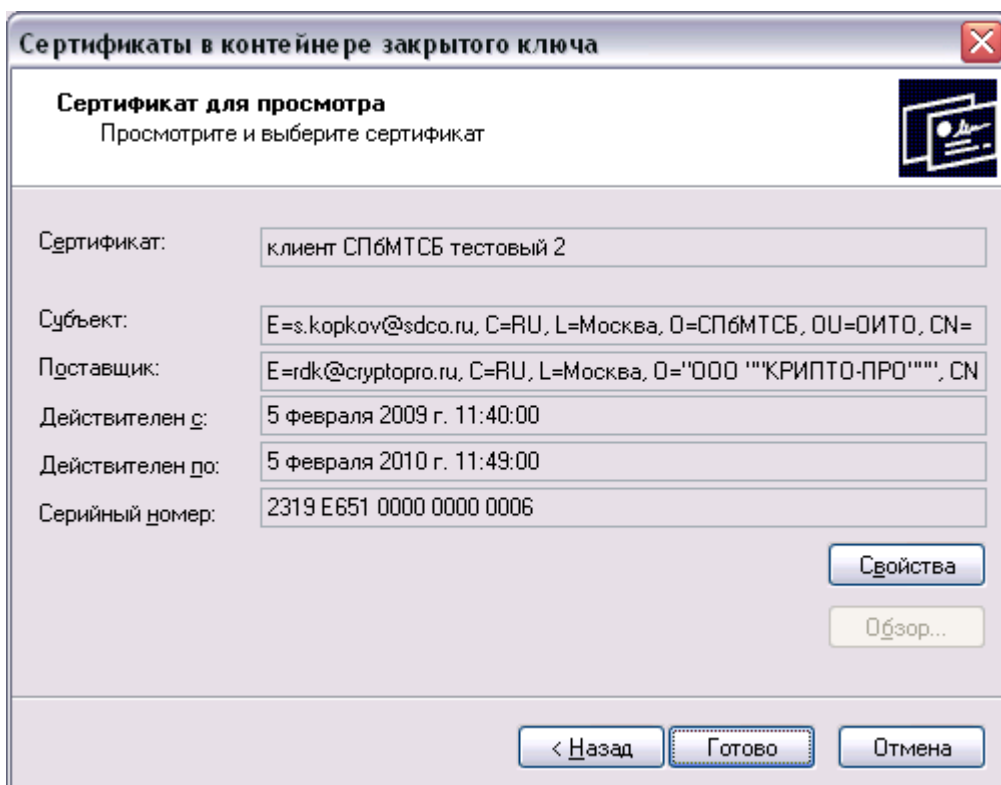 Сертификаты в контейнере закрытого ключа
Сертификат для просмотра
Просмотрите и выберите сертификат
Сертификат: клиент СПбМТСБ тестовый 2
Субъект: E=s.kopkov@sdco.ru, C=RU, L=Москва, O=СПбМТСБ, OU=ОИТО, CN=
Поставщик: E=rdk@cryptopro.ru, C=RU, L=Москва, O="ООО ""КРИПТО-ПРО""", CN
Действителен с: 5 февраля 2009 г. 11:40:00
Действителен по: 5 февраля 2010 г. 11:49:00
Серийный номер: 2319 E651 0000 0000 0006
Свойства
Обзор...
< Назад Готово Отмена